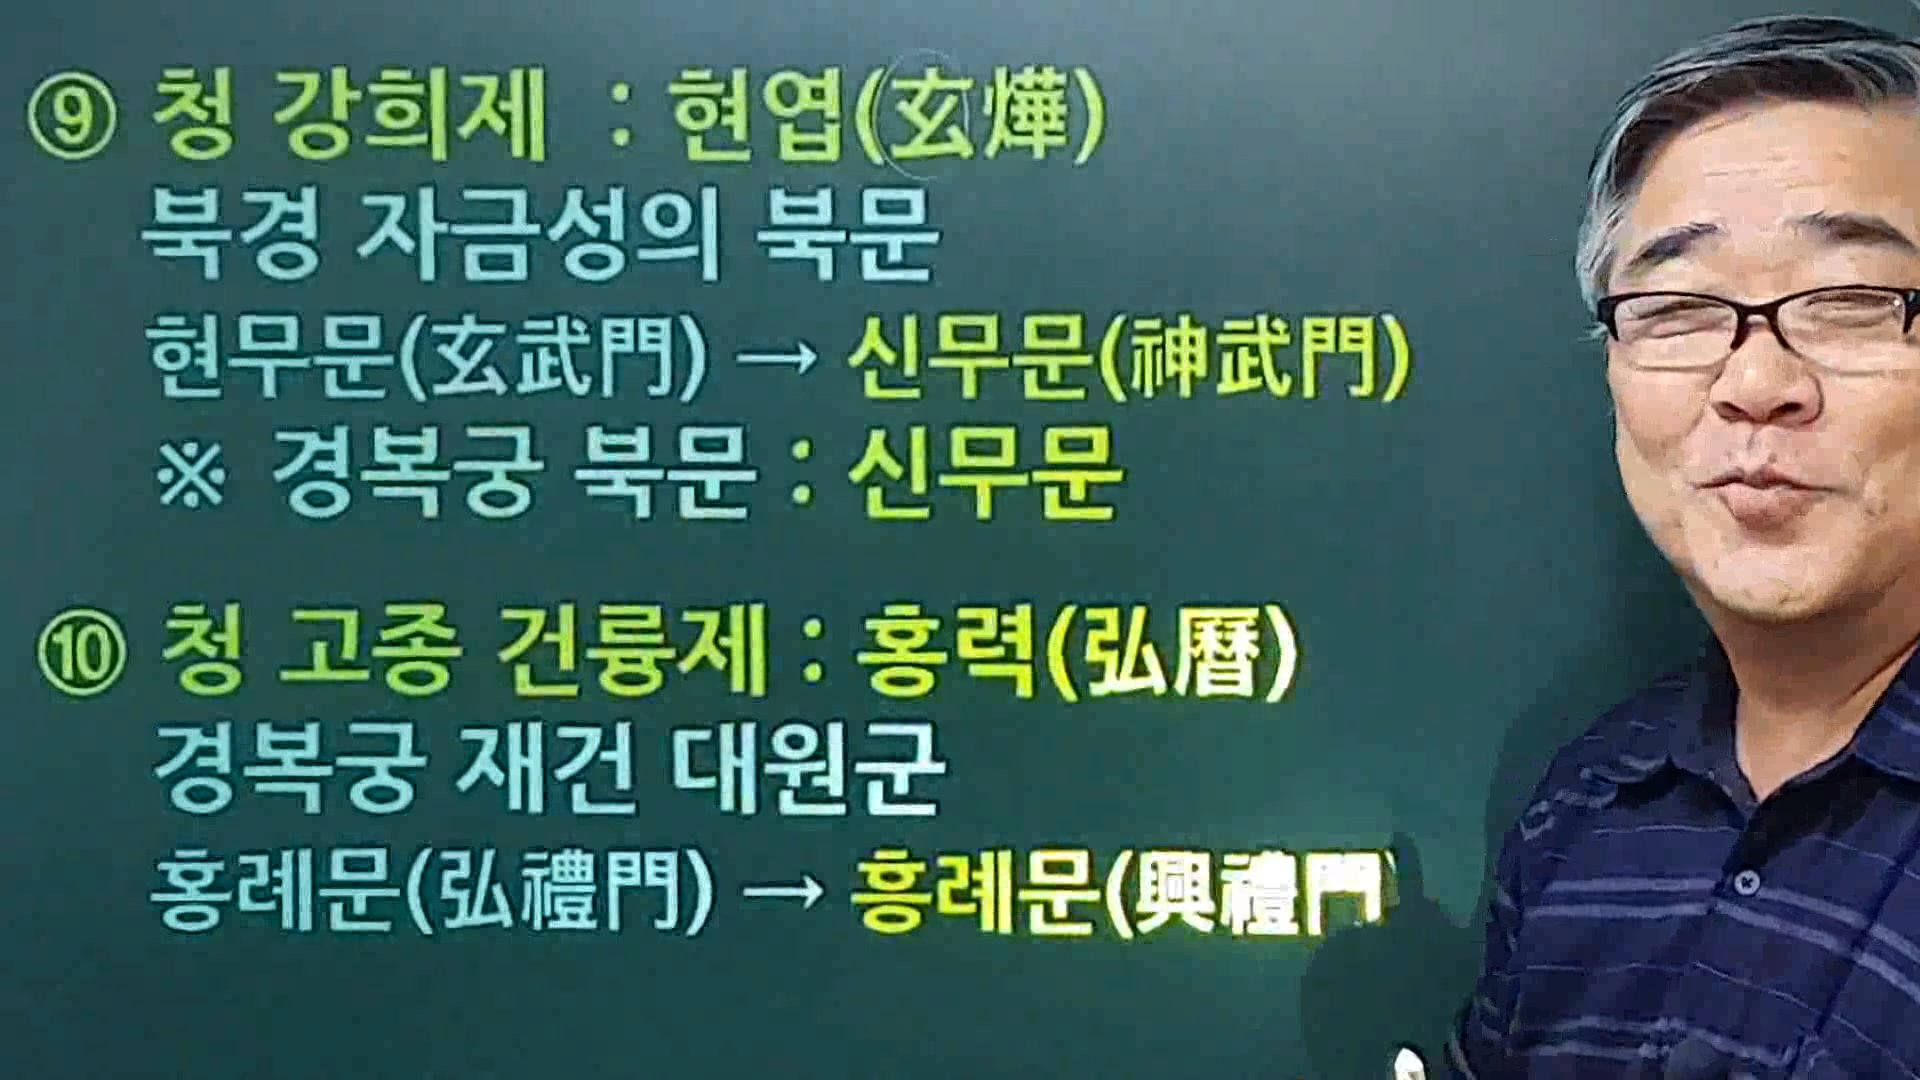 ⑨ 청 강희제 : 현엽(玄燁)
북경 자금성의 북문
현무문(玄武門) → 신무문(神武門)
※ 경복궁 북문 : 신무문
⑩ 청 고종 건륭제 : 홍력(弘曆)
경복궁 재건 대원군
홍례문(弘禮門) → 흥례문(興禮門)